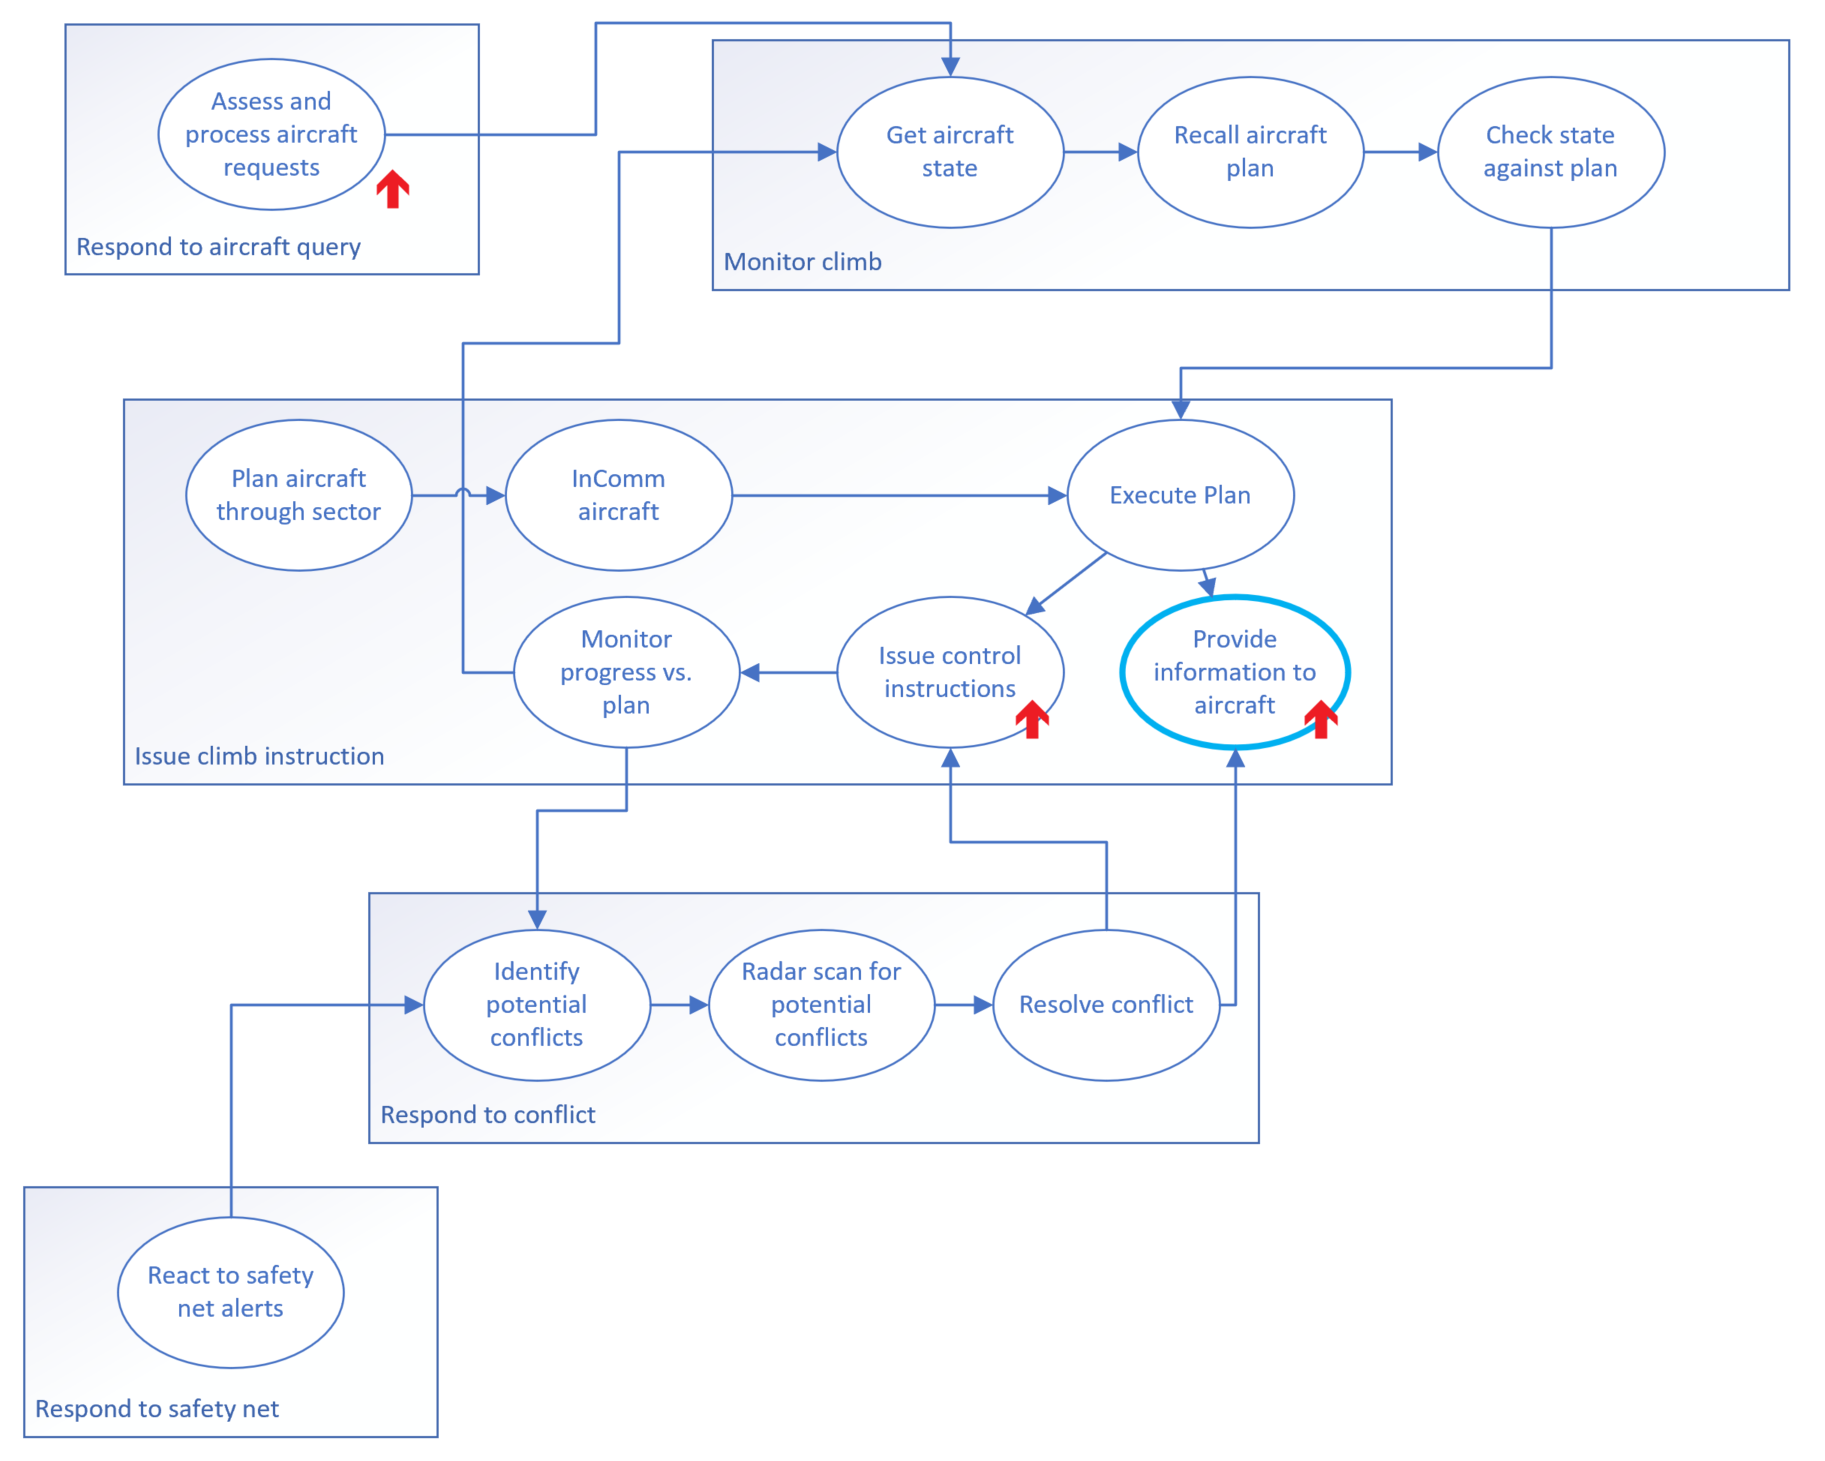 Assess and
process aircraft
requests
Respond to aircraft query
Get aircraft
state
Recall aircraft
plan
Check state
against plan
Monitor climb
Plan aircraft
through sector
InComm
aircraft
Execute Plan
Monitor
progress vs.
plan
Issue control
instructions
Provide
information to
aircraft
Issue climb instruction
Identify
potential
conflicts
Radar scan for
potential
conflicts
Resolve conflict
Respond to conflict
React to safety
net alerts
Respond to safety net